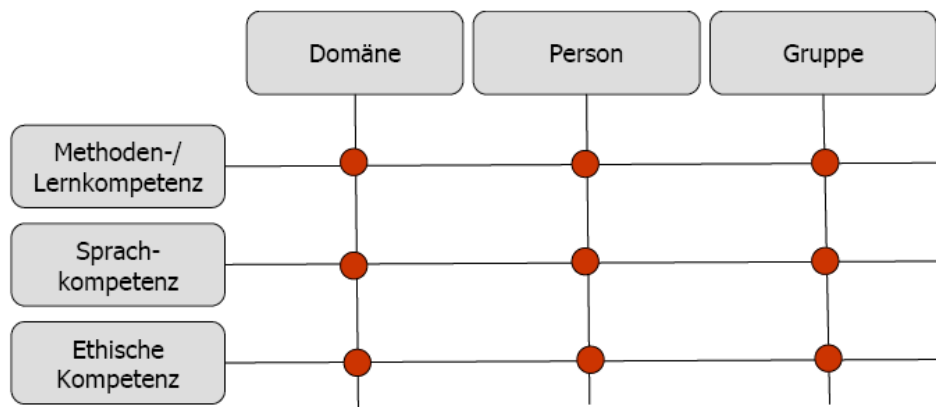 Domäne
Person
Gruppe
Methoden-/
Lernkompetenz
Sprach-
kompetenz
Ethische
Kompetenz